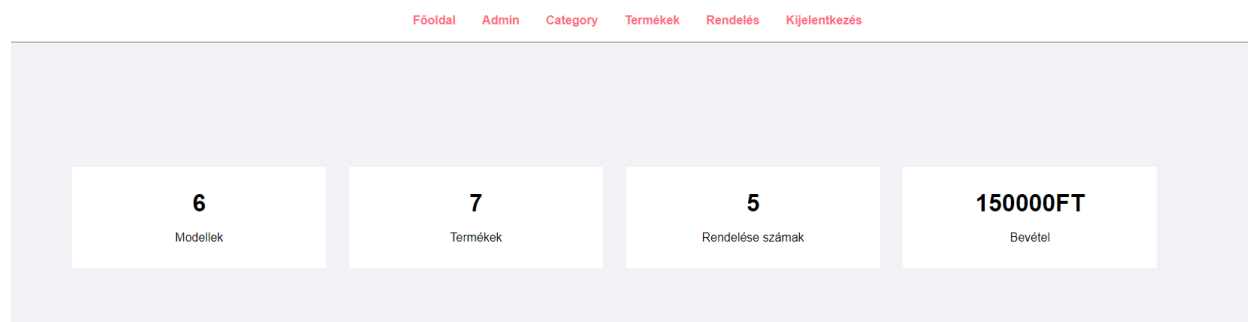 Főoldal Admin Category Termékek Rendelés Kijelentkezés
6 7 5 150000FT
Modellek Termékek Rendelése számak Bevétel